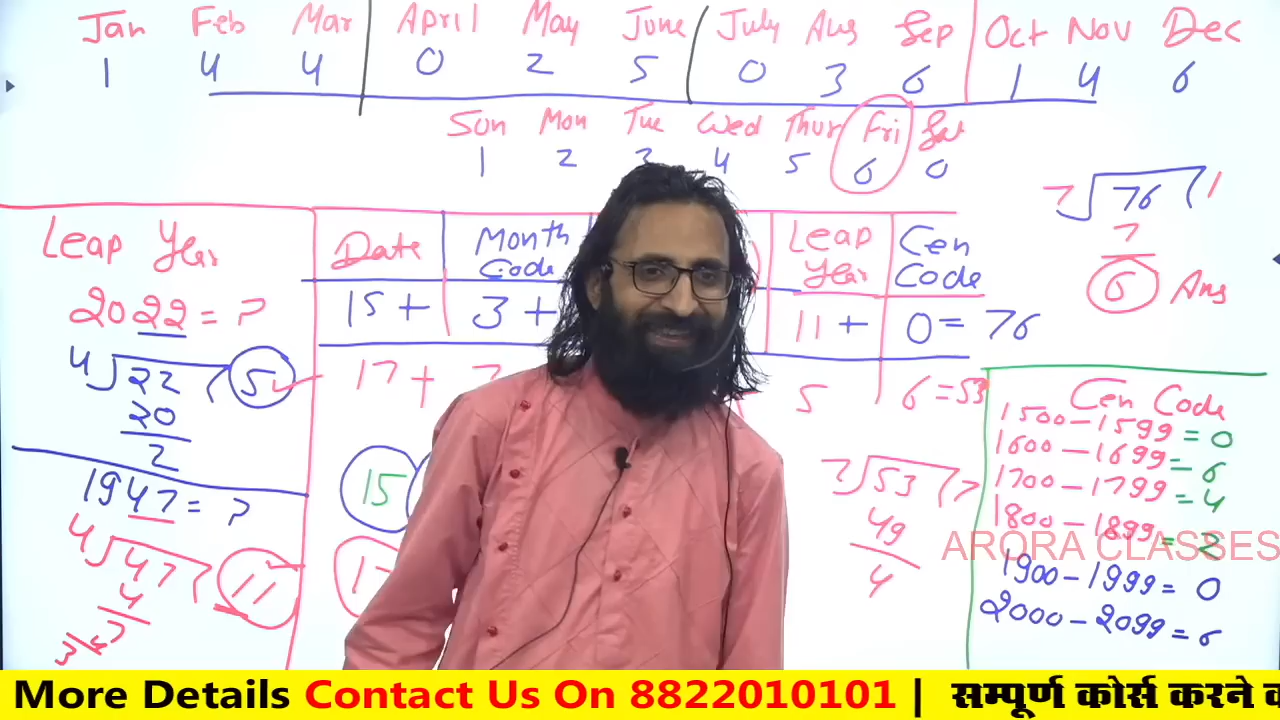 Jan Feb Mar April May June July Aug Sep Oct Nov Dec
1 4 4 0 2 5 0 3 6 1 4 6
Sun Mon Tue Wed Thur Fri Sat
1 2 3 4 5 6 0
7 76 1
7
6 Ans
Leap Year
2022 = ?
4 22 5
20
2
1947 = ?
4 47 11
4
7
3
Date Month Code Leap Year Cen Code
15 + 3 + 11 + 0 = 76
17 + 5 6 = 53
15
7 53 7
49
4
Cen Code
1500 - 1599 = 0
1600 - 1699 = 6
1700 - 1799 = 4
1800 - 1899 = 2
1900 - 1999 = 0
2000 - 2099 = 6
ARORA CLASSES
More Details Contact Us On 8822010101 | सम्पूर्ण कोर्स करने